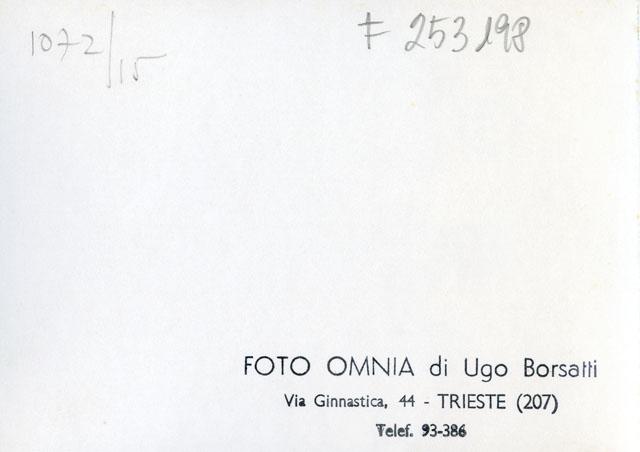 1072/15
F 253198
FOTO OMNIA di Ugo Borsatti
Via Ginnastica, 44 - TRIESTE (207)
Telef. 93-386